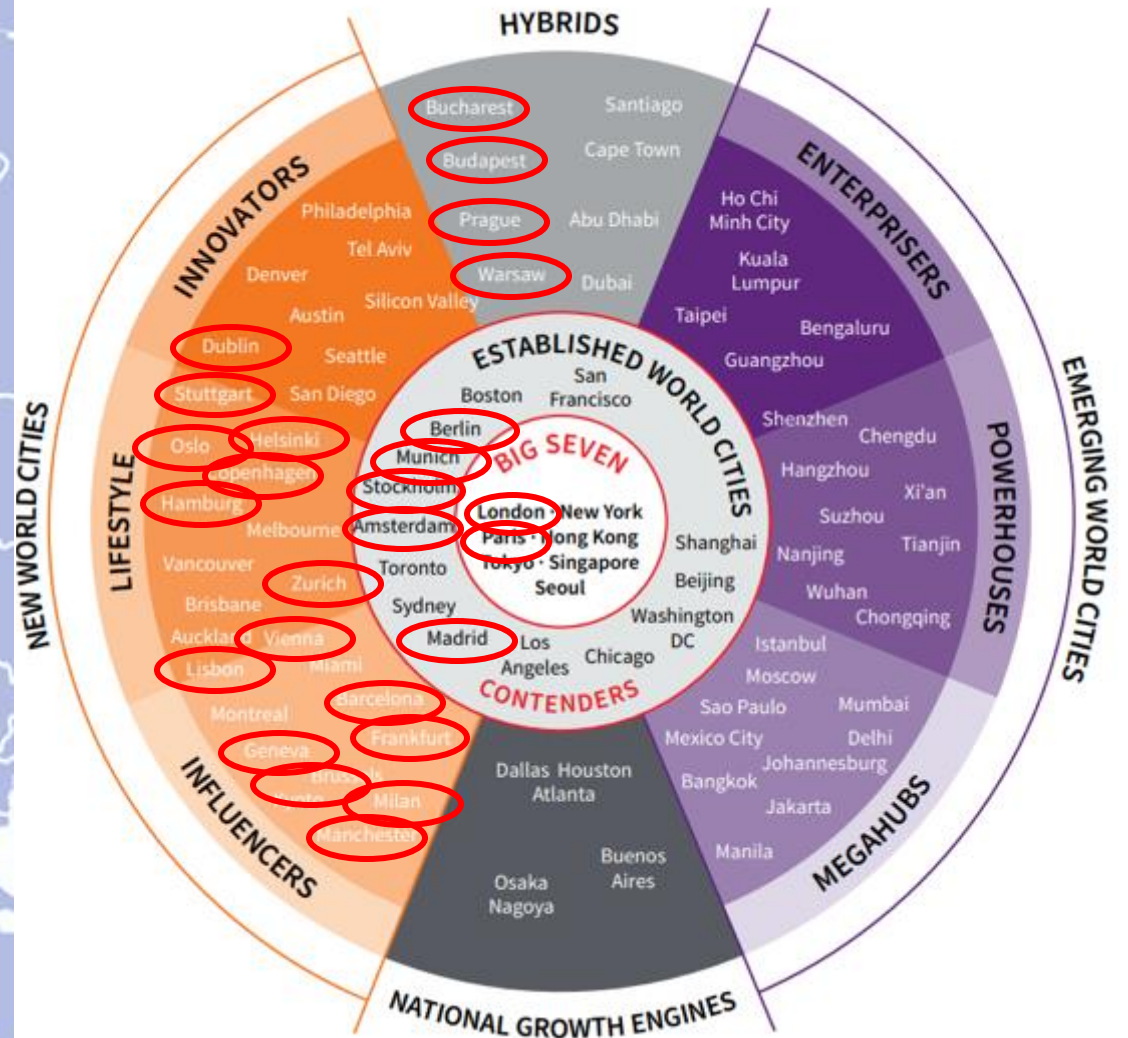 HYBRIDS
Bucharest
Santiago
Budapest
Cape Town
Prague
Abu Dhabi
Warsaw
Dubai
ENTERPRISERS
Ho Chi
Minh City
Kuala
Lumpur
Taipei
Bengaluru
Guangzhou
EMERGING WORLD CITIES
POWERHOUSES
Shenzhen
Chengdu
Hangzhou
Xi'an
Suzhou
Tianjin
Nanjing
Wuhan
Chongqing
MEGAHUBS
Istanbul
Moscow
Sao Paulo
Mumbai
Mexico City
Delhi
Johannesburg
Bangkok
Jakarta
Manila
NATIONAL GROWTH ENGINES
Dallas Houston
Atlanta
Buenos
Aires
Osaka
Nagoya
NEW WORLD CITIES
INNOVATORS
Philadelphia
Tel Aviv
Denver
Silicon Valley
Austin
Dublin
Seattle
Stuttgart
San Diego
LIFESTYLE
Oslo
Helsinki
Copenhagen
Hamburg
Melbourne
Vancouver
Zurich
Brisbane
Auckland
Vienna
Lisbon
Miami
INFLUENCERS
Barcelona
Montreal
Frankfurt
Geneva
Brussels
Kyoto
Milan
Manchester
ESTABLISHED WORLD CITIES
San
Francisco
Boston
Berlin
Munich
Stockholm
Amsterdam
Toronto
Sydney
Madrid
Los
Angeles
Chicago
Washington
DC
Beijing
Shanghai
CONTENDERS
BIG SEVEN
London · New York
Paris · Hong Kong
Tokyo · Singapore
Seoul